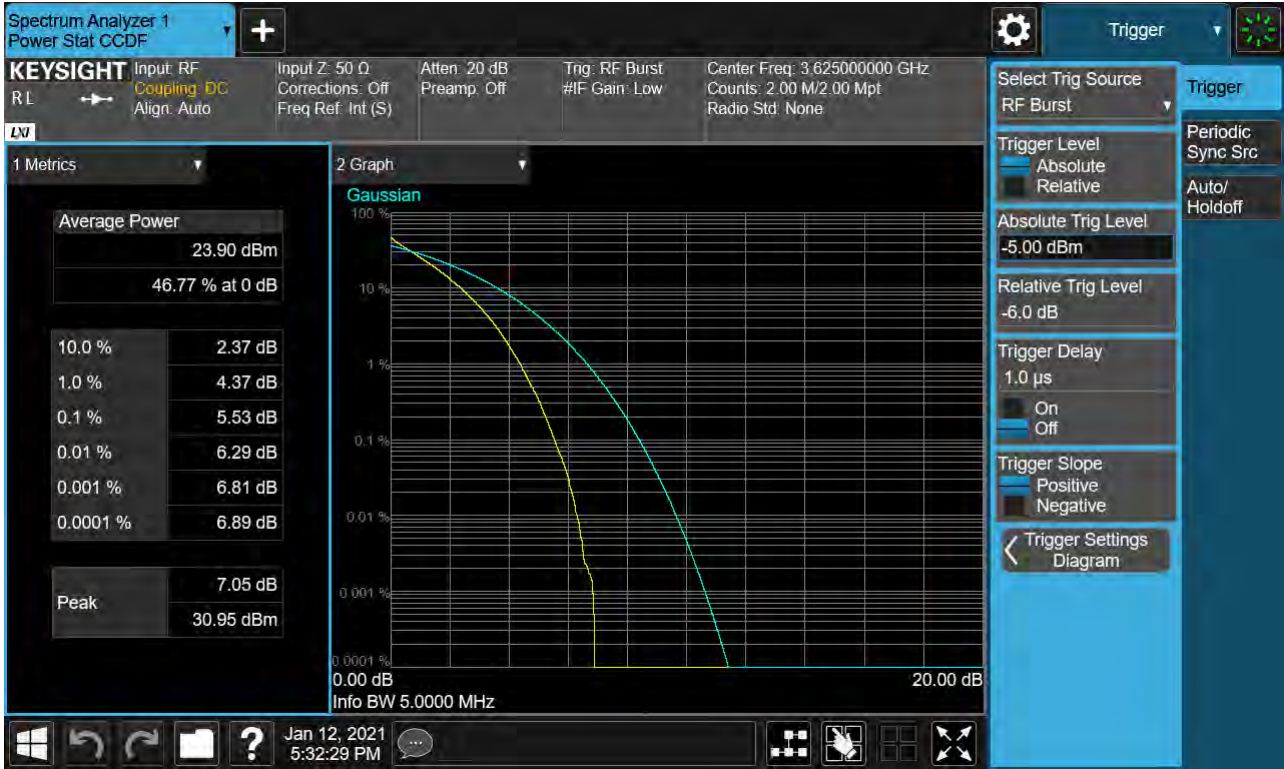 Spectrum Analyzer 1
Power Stat CCDF
+
Trigger
KEYSIGHT
R L
LXI
Input: RF
Coupling: DC
Align: Auto
Input Z: 50 Ω
Corrections: Off
Freq Ref: Int (S)
Atten: 20 dB
Preamp: Off
Trig: RF Burst
#IF Gain: Low
Center Freq: 3.625000000 GHz
Counts: 2.00 M/2.00 Mpt
Radio Std: None
1 Metrics
Average Power
23.90 dBm
46.77 % at 0 dB
10.0 % 2.37 dB
1.0 % 4.37 dB
0.1 % 5.53 dB
0.01 % 6.29 dB
0.001 % 6.81 dB
0.0001 % 6.89 dB
Peak
7.05 dB
30.95 dBm
2 Graph
Gaussian
100 %
10 %
1 %
0.1 %
0.01 %
0.001 %
0.0001 %
0.00 dB 20.00 dB
Info BW 5.0000 MHz
Select Trig Source
RF Burst
Trigger Level
Absolute
Relative
Absolute Trig Level
-5.00 dBm
Relative Trig Level
-6.0 dB
Trigger Delay
1.0 µs
On
Off
Trigger Slope
Positive
Negative
Trigger Settings
Diagram
Trigger
Periodic
Sync Src
Auto/
Holdoff
?
Jan 12, 2021
5:32:29 PM